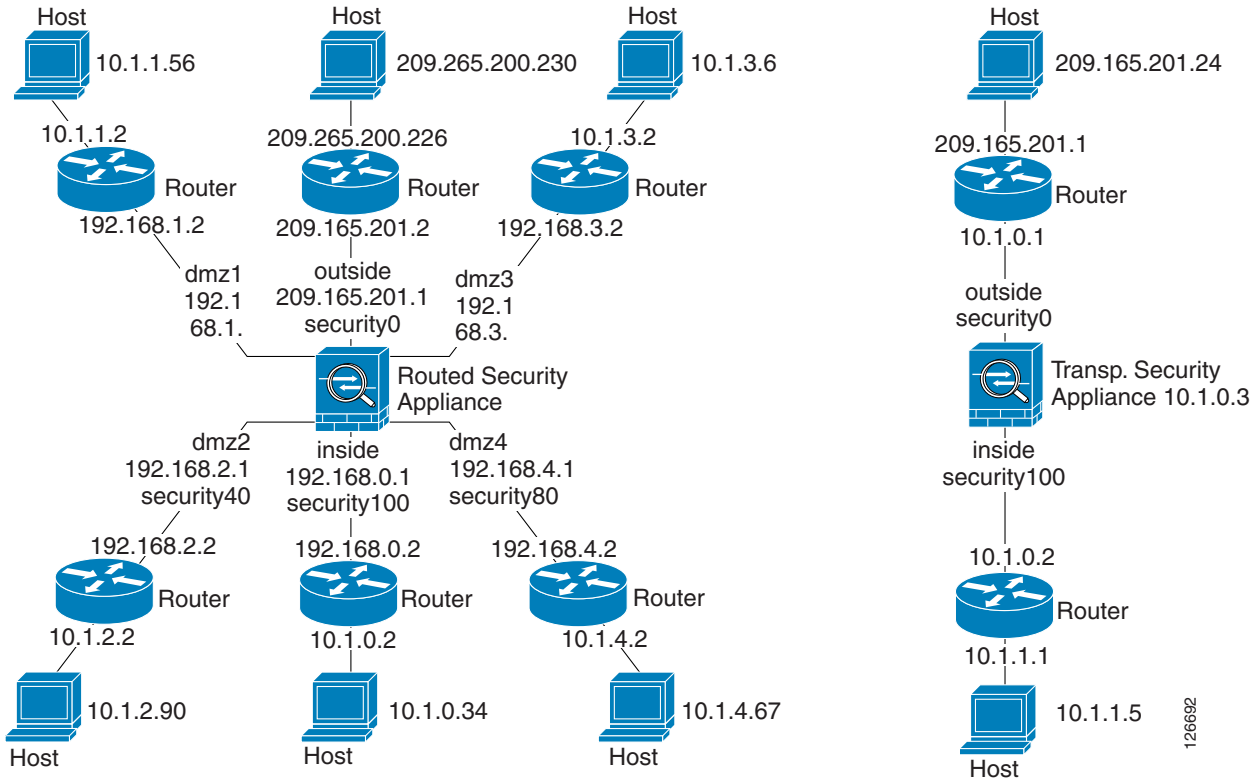 Host
10.1.1.56
10.1.1.2
Router
192.168.1.2
dmz1
192.1
68.1.
Host
209.265.200.230
209.265.200.226
Router
209.165.201.2
outside
209.165.201.1
security0
Host
10.1.3.6
10.1.3.2
Router
192.168.3.2
dmz3
192.1
68.3.
Routed Security
Appliance
dmz2
192.168.2.1
security40
192.168.2.2
Router
10.1.2.2
10.1.2.90
Host
inside
192.168.0.1
security100
192.168.0.2
Router
10.1.0.2
10.1.0.34
Host
dmz4
192.168.4.1
security80
192.168.4.2
Router
10.1.4.2
10.1.4.67
Host
Host
209.165.201.24
209.165.201.1
Router
10.1.0.1
outside
security0
Transp. Security
Appliance 10.1.0.3
inside
security100
10.1.0.2
Router
10.1.1.1
10.1.1.5
Host
126692